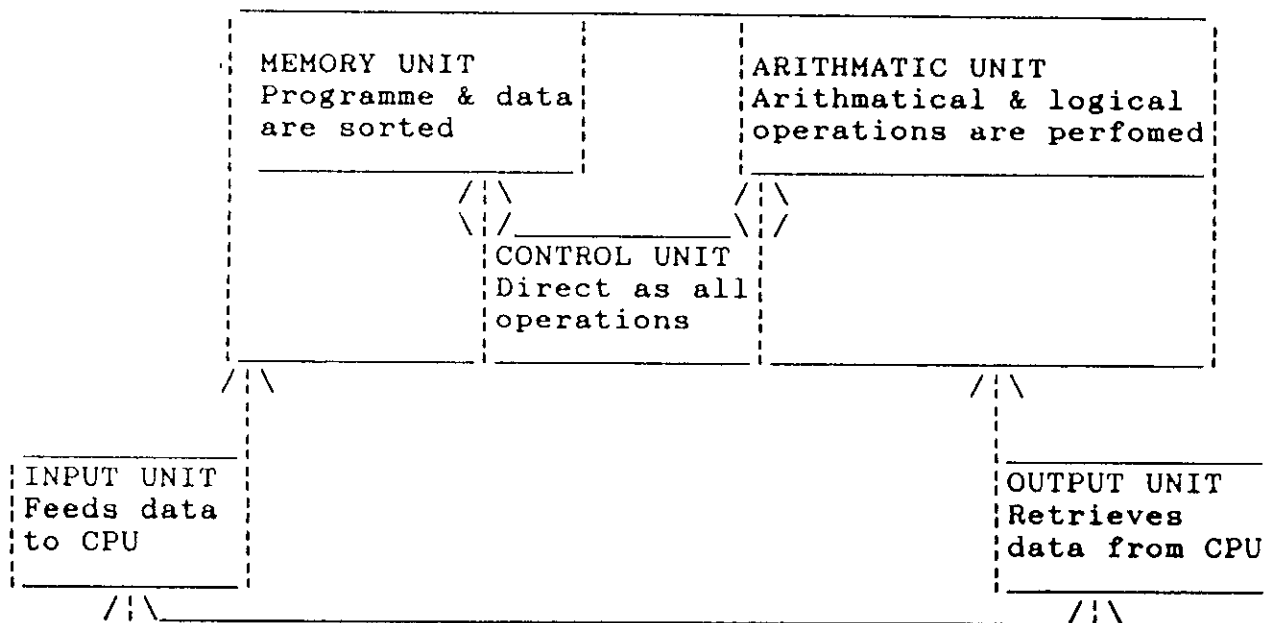 MEMORY UNIT
Programme & data
are sorted
ARITHMATIC UNIT
Arithmatical & logical
operations are perfomed
CONTROL UNIT
Direct as all
operations
INPUT UNIT
Feeds data
to CPU
OUTPUT UNIT
Retrieves
data from CPU